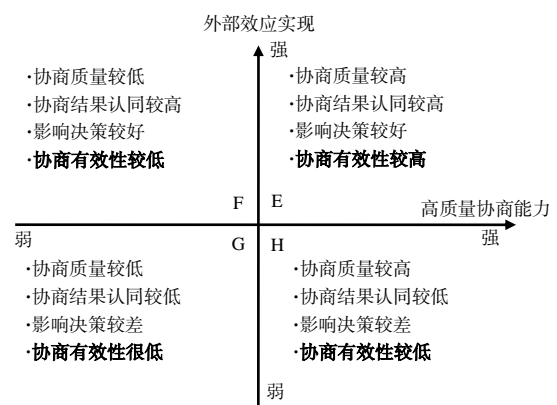 外部效应实现
强
·协商质量较低
·协商结果认同较高
·影响决策较好
·协商有效性较低
·协商质量较高
·协商结果认同较高
·影响决策较好
·协商有效性较高
F
E
高质量协商能力
弱
强
G
H
·协商质量较低
·协商结果认同较低
·影响决策较差
·协商有效性很低
·协商质量较高
·协商结果认同较低
·影响决策较差
·协商有效性较低
弱